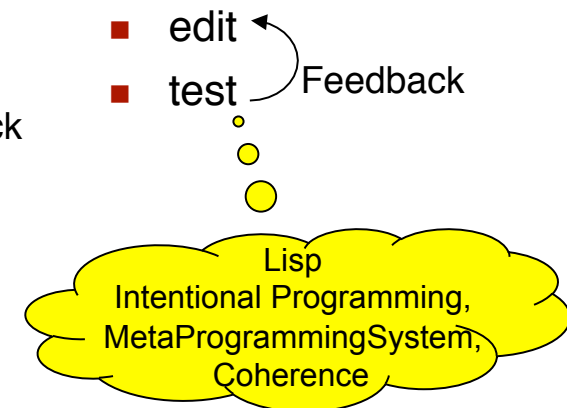 edit
test
Feedback
Lisp
Intentional Programming,
MetaProgrammingSystem,
Coherence